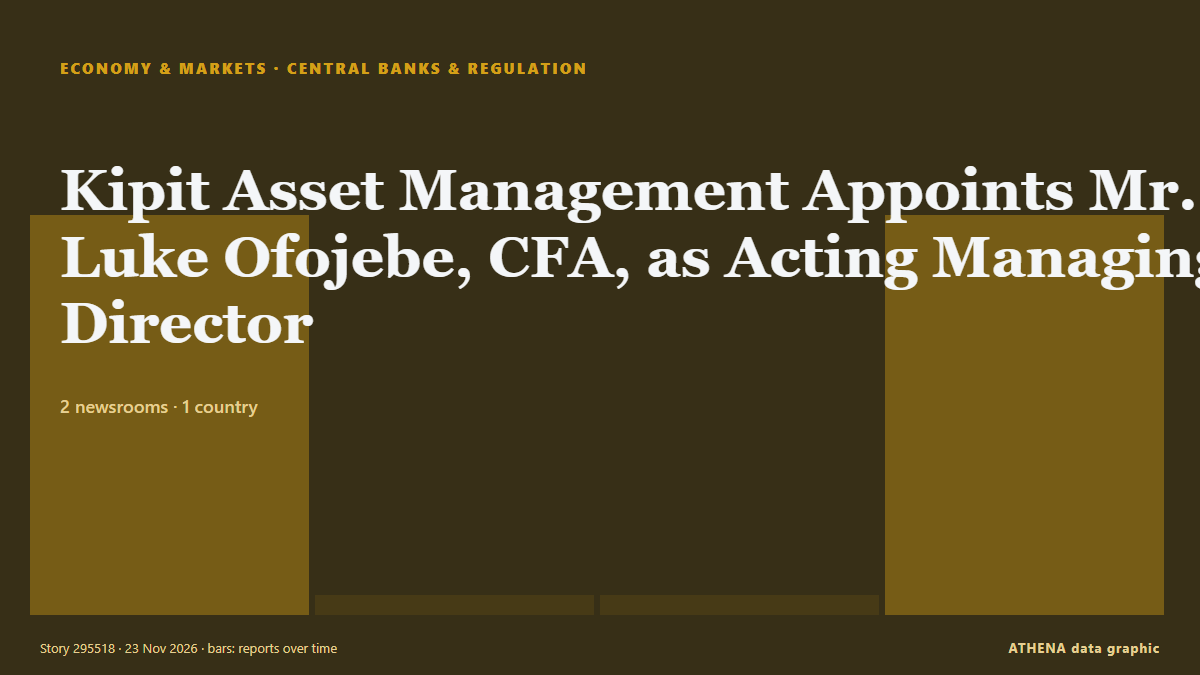 ECONOMY & MARKETS · CENTRAL BANKS & REGULATION
Kipit Asset Management Appoints Mr.
Luke Ofojebe, CFA, as Acting Managing
Director
2 newsrooms · 1 country
Story 295518 · 23 Nov 2026 · bars: reports over time
ATHENA data graphic